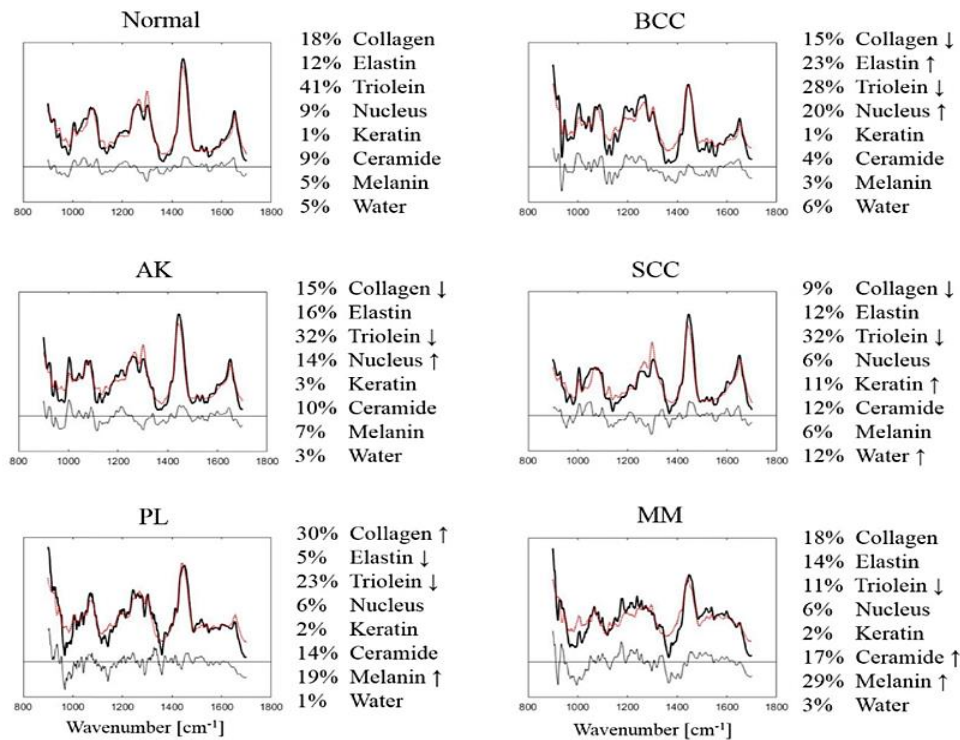 Normal
18% Collagen
12% Elastin
41% Triolein
9% Nucleus
1% Keratin
9% Ceramide
5% Melanin
5% Water
800 1000 1200 1400 1600 1800
BCC
15% Collagen ↓
23% Elastin ↑
28% Triolein ↓
20% Nucleus ↑
1% Keratin
4% Ceramide
3% Melanin
6% Water
800 1000 1200 1400 1600 1800
AK
15% Collagen ↓
16% Elastin
32% Triolein ↓
14% Nucleus ↑
3% Keratin
10% Ceramide
7% Melanin
3% Water
800 1000 1200 1400 1600 1800
SCC
9% Collagen ↓
12% Elastin
32% Triolein ↓
6% Nucleus
11% Keratin ↑
12% Ceramide
6% Melanin
12% Water ↑
800 1000 1200 1400 1600 1800
PL
30% Collagen ↑
5% Elastin ↓
23% Triolein ↓
6% Nucleus
2% Keratin
14% Ceramide
19% Melanin ↑
1% Water
800 1000 1200 1400 1600 1800
Wavenumber [cm⁻¹]
MM
18% Collagen
14% Elastin
11% Triolein ↓
6% Nucleus
2% Keratin
17% Ceramide ↑
29% Melanin ↑
3% Water
800 1000 1200 1400 1600 1800
Wavenumber [cm⁻¹]